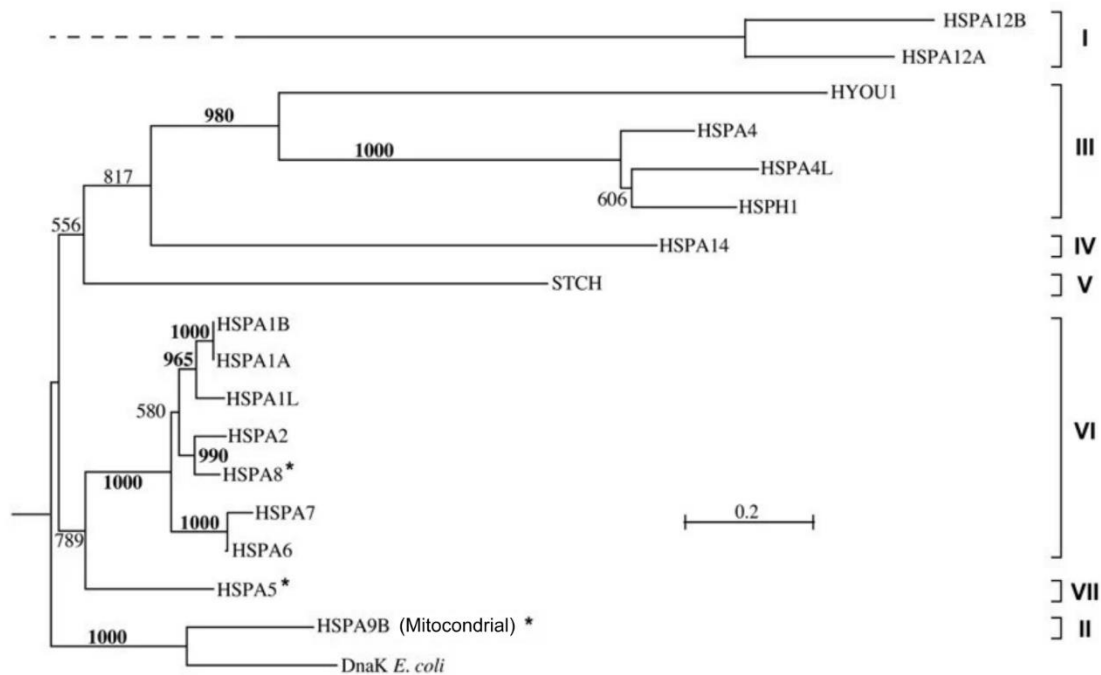 HSPA12B
I
HSPA12A
HYOU1
980
HSPA4
1000
III
HSPA4L
817
606
HSPH1
556
HSPA14
IV
STCH
V
HSPA1B
1000
965
HSPA1A
HSPA1L
580
HSPA2
VI
990
HSPA8 *
1000
HSPA7
0.2
1000
789
HSPA6
HSPA5 *
VII
HSPA9B (Mitocondrial) *
II
1000
DnaK E. coli